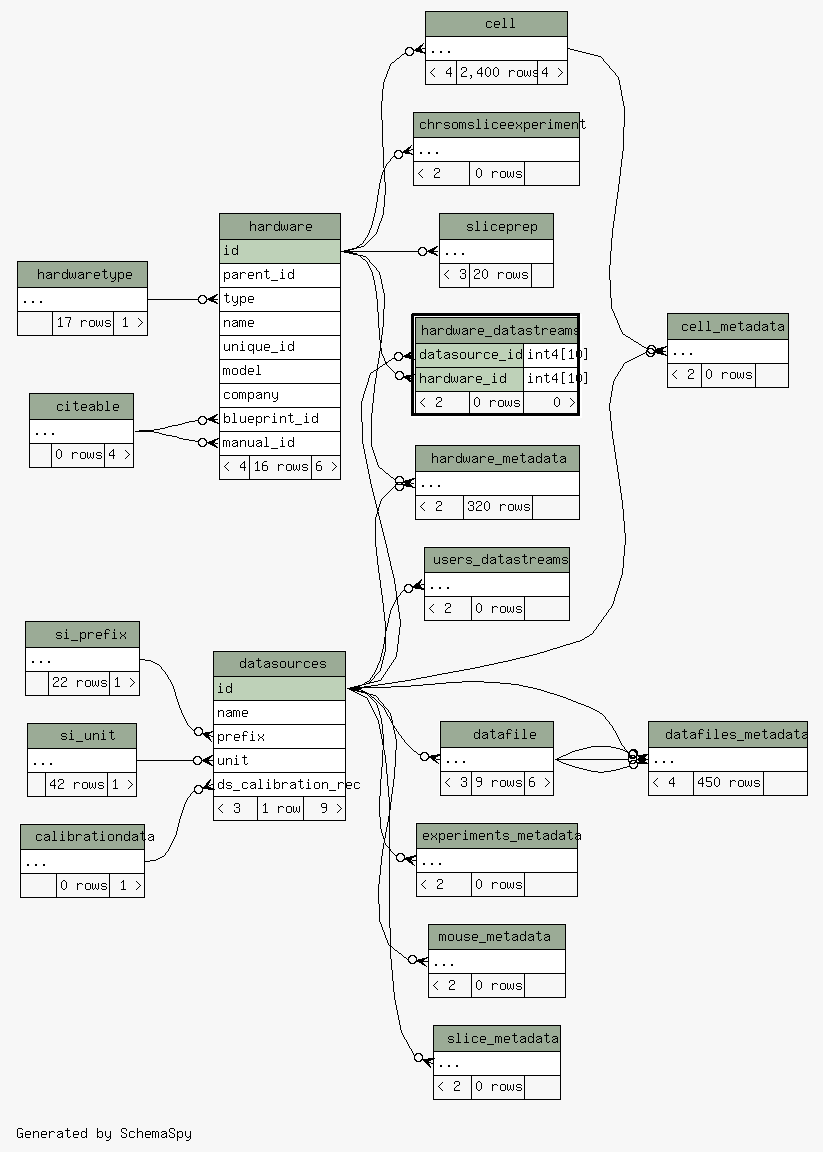 cell
...
< 4 2,400 rows 4 >
chrsomsliceexperiment
...
< 2 0 rows
hardware
id
parent_id
type
name
unique_id
model
company
blueprint_id
manual_id
< 4 16 rows 6 >
sliceprep
...
< 3 20 rows
hardwaretype
...
17 rows 1 >
hardware_datastreams
datasource_id int4[10]
hardware_id int4[10]
< 2 0 rows 0 >
cell_metadata
...
< 2 0 rows
citeable
...
0 rows 4 >
hardware_metadata
...
< 2 320 rows
users_datastreams
...
< 2 0 rows
si_prefix
...
22 rows 1 >
datasources
id
name
prefix
unit
ds_calibration_rec
< 3 1 row 9 >
si_unit
...
42 rows 1 >
datafile
...
< 3 9 rows 6 >
datafiles_metadata
...
< 4 450 rows
calibrationdata
...
0 rows 1 >
experiments_metadata
...
< 2 0 rows
mouse_metadata
...
< 2 0 rows
slice_metadata
...
< 2 0 rows
Generated by SchemaSpy